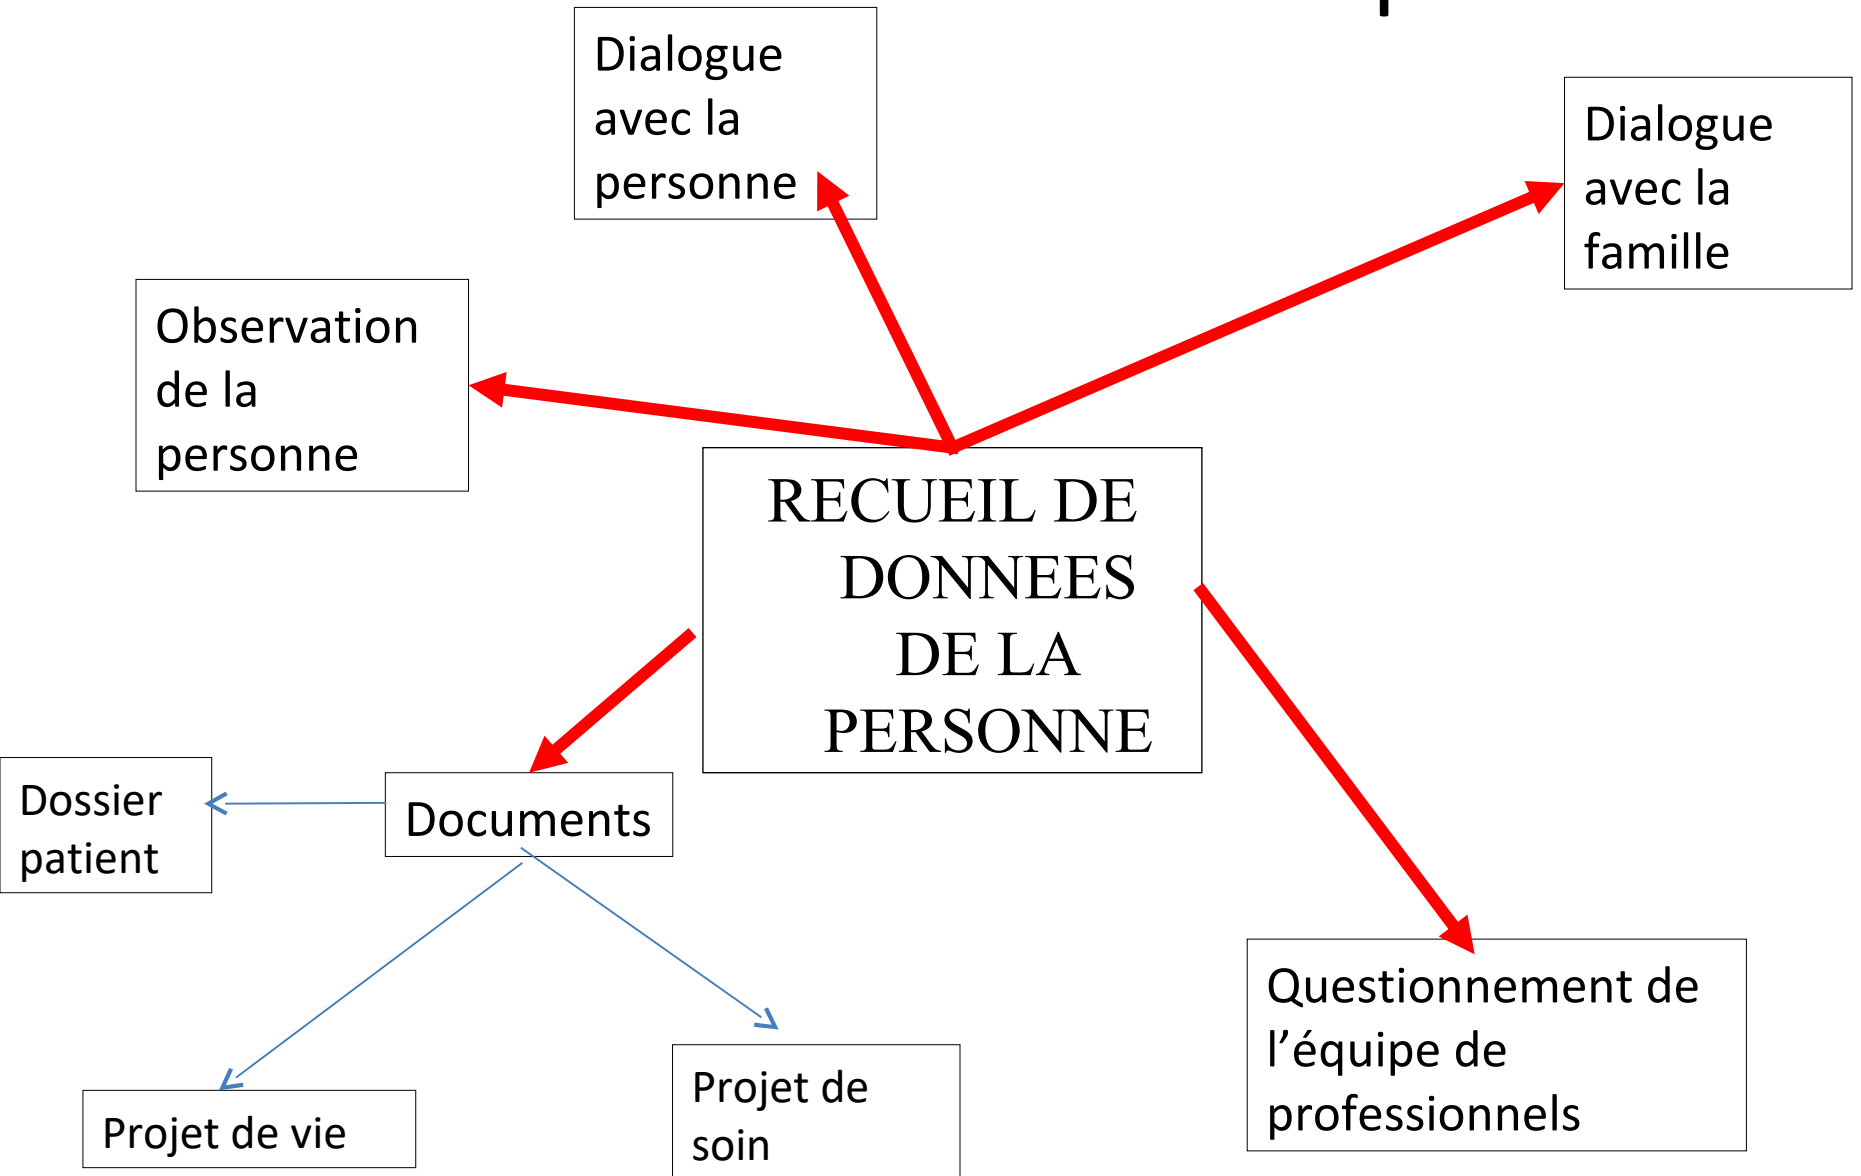 Dialogue
avec la
personne
Dialogue
avec la
famille
Observation
de la
personne
RECUEIL DE
DONNEES
DE LA
PERSONNE
Dossier
patient
Documents
Questionnement de
l’équipe de
professionnels
Projet de vie
Projet de
soin